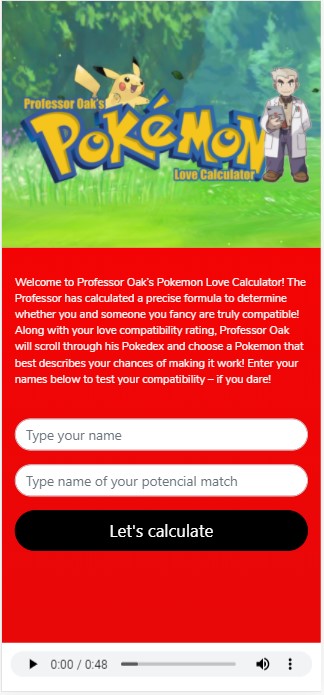 Professor Oak's
POKéMON
Love Calculator
Welcome to Professor Oak's Pokemon Love Calculator! The
Professor has calculated a precise formula to determine
whether you and someone you fancy are truly compatible!
Along with your love compatibility rating, Professor Oak
will scroll through his Pokedex and choose a Pokemon that
best describes your chances of making it work! Enter your
names below to test your compatibility – if you dare!
Type your name
Type name of your potencial match
Let's calculate
0:00 / 0:48